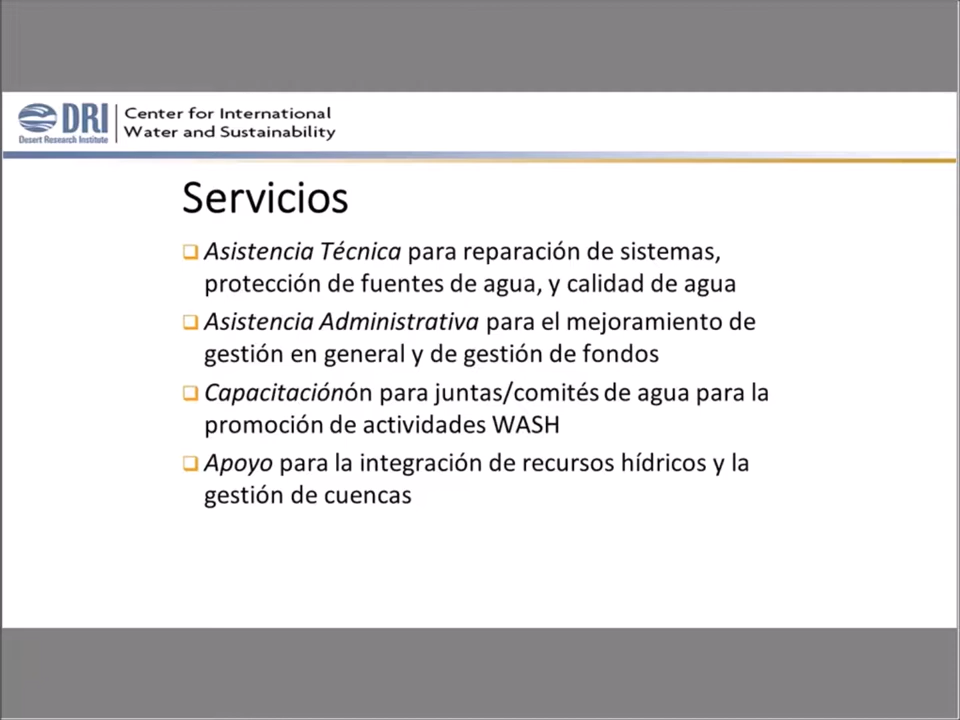 DRI
Desert Research Institute
Center for International
Water and Sustainability
Servicios
Asistencia Técnica para reparación de sistemas,
protección de fuentes de agua, y calidad de agua
Asistencia Administrativa para el mejoramiento de
gestión en general y de gestión de fondos
Capacitaciónón para juntas/comités de agua para la
promoción de actividades WASH
Apoyo para la integración de recursos hídricos y la
gestión de cuencas